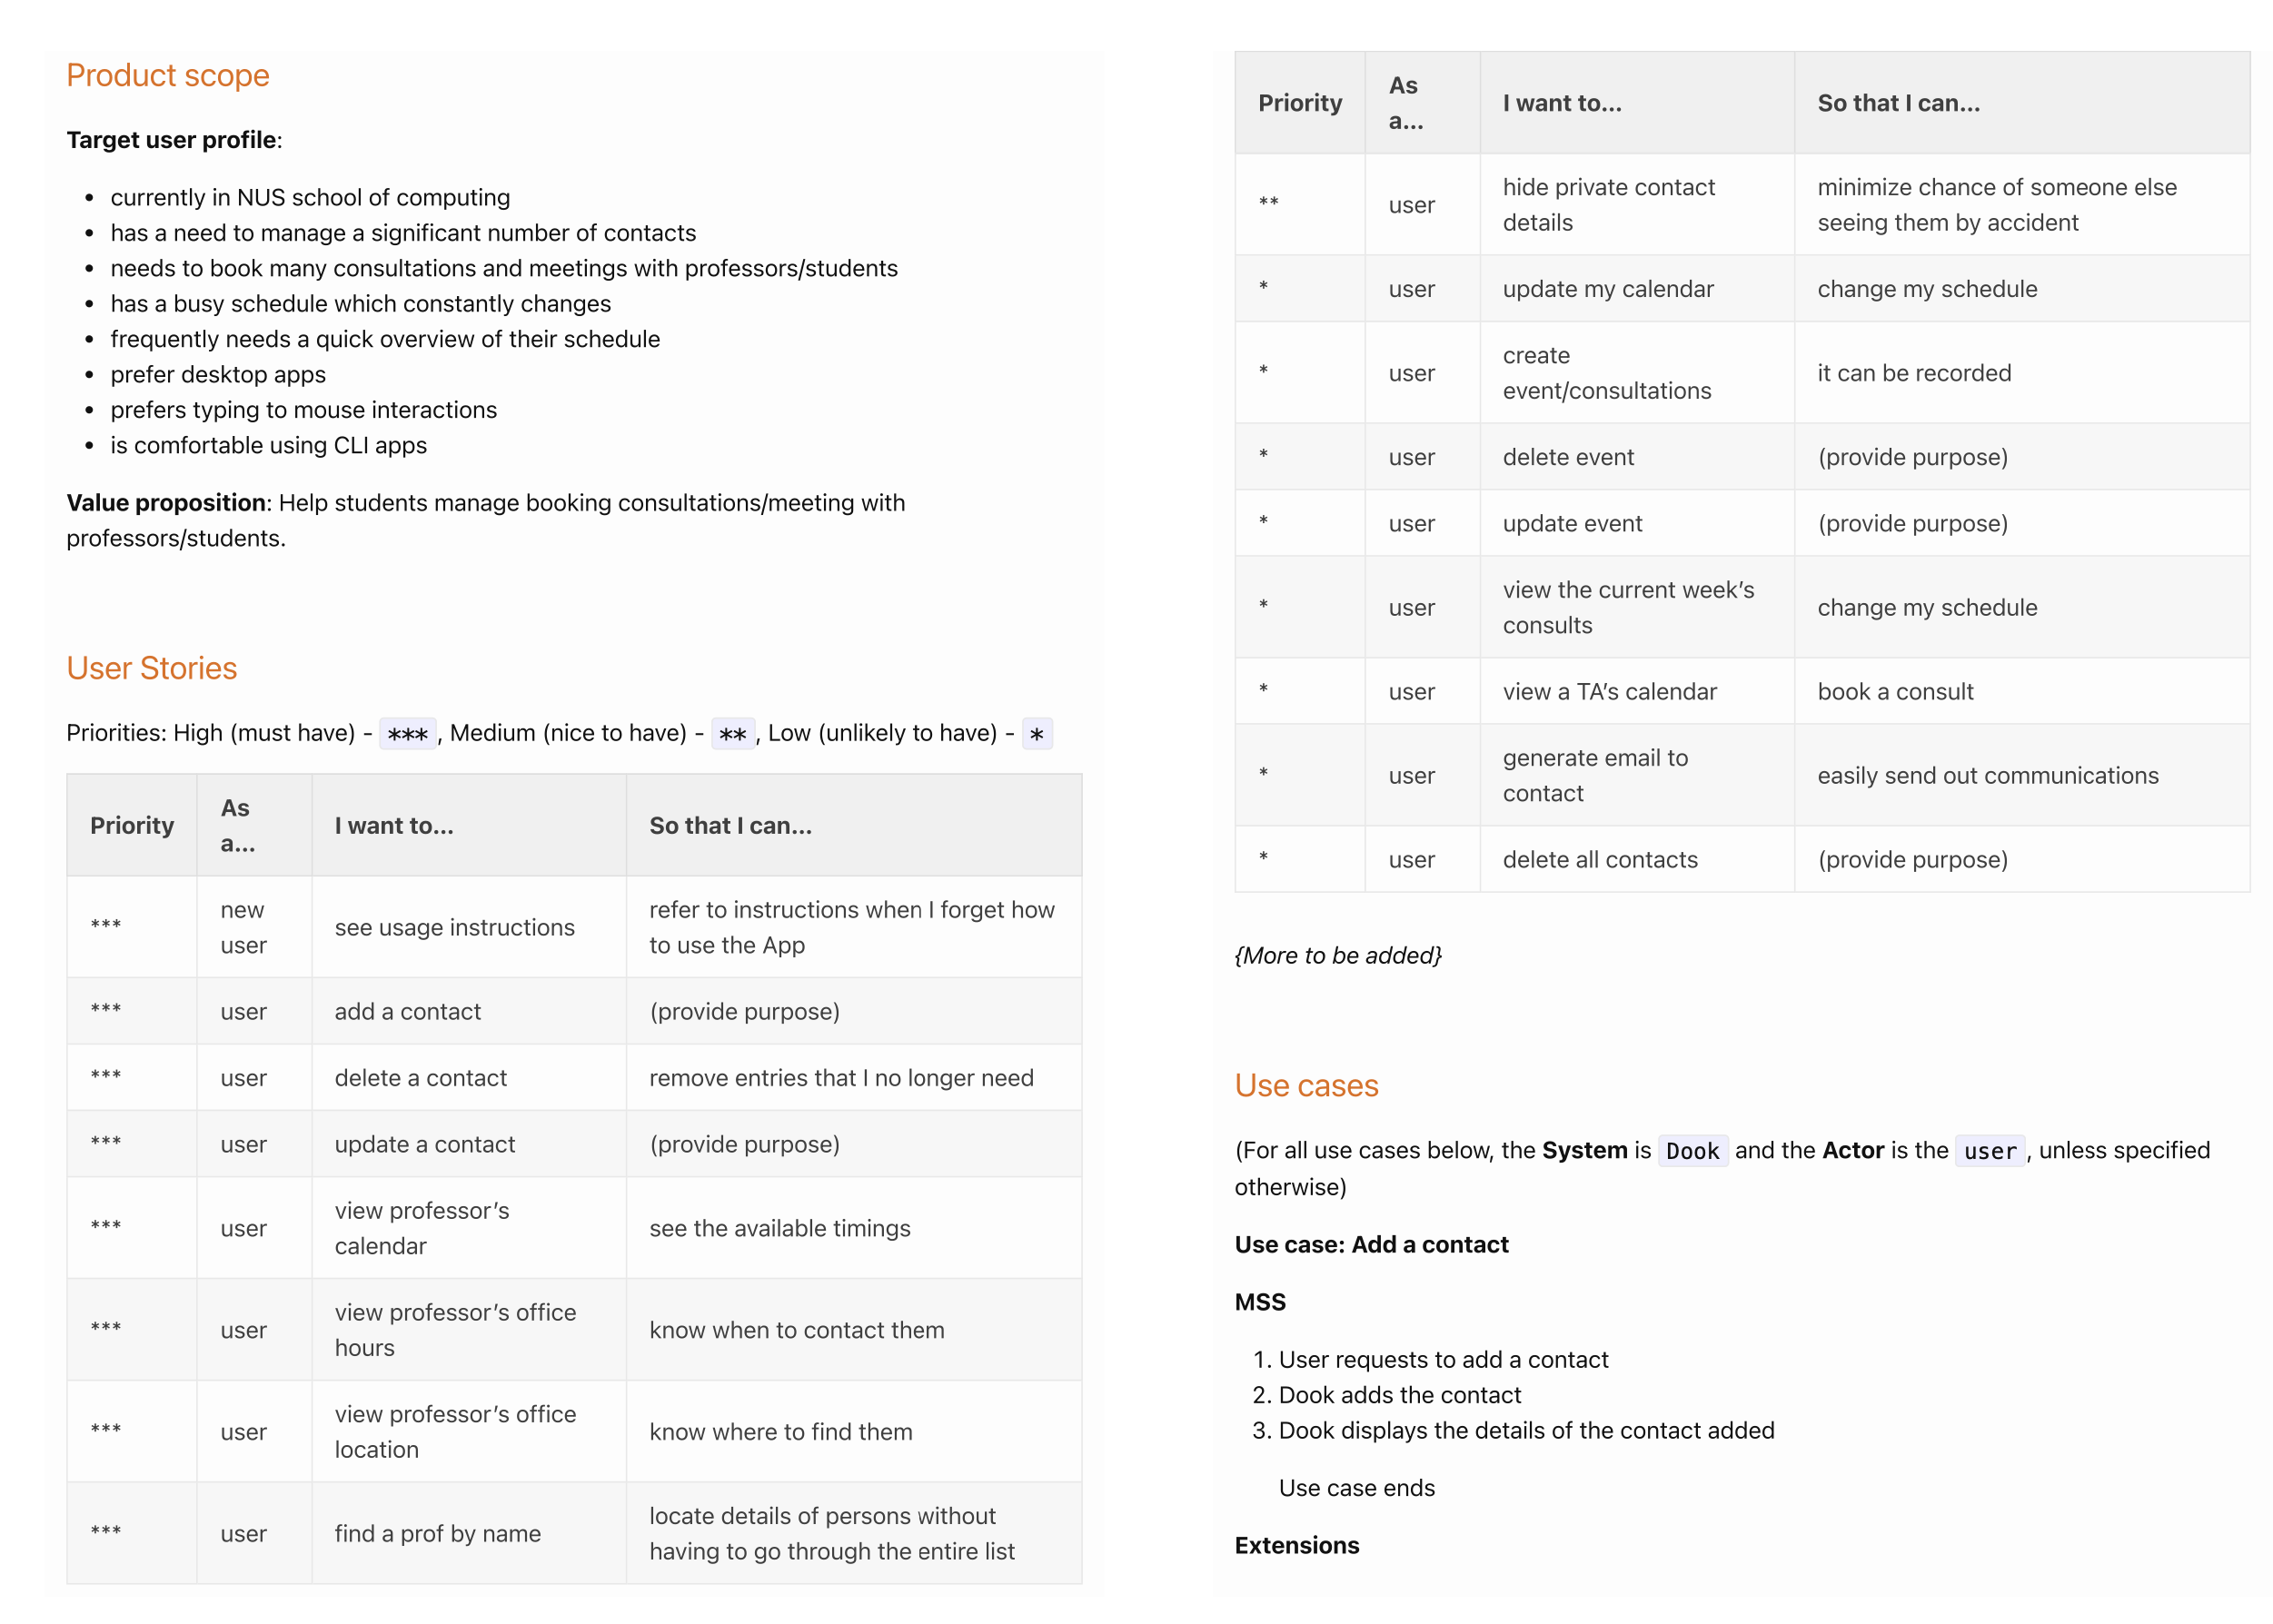 Product scope
Target user profile:
• currently in NUS school of computing
• has a need to manage a significant number of contacts
• needs to book many consultations and meetings with professors/students
• has a busy schedule which constantly changes
• frequently needs a quick overview of their schedule
• prefer desktop apps
• prefers typing to mouse interactions
• is comfortable using CLI apps
Value proposition: Help students manage booking consultations/meeting with
professors/students.
User Stories
Priorities: High (must have) - ***, Medium (nice to have) - **, Low (unlikely to have) - *
Priority As a... I want to... So that I can...
*** new user see usage instructions refer to instructions when I forget how to use the App
*** user add a contact (provide purpose)
*** user delete a contact remove entries that I no longer need
*** user update a contact (provide purpose)
*** user view professor's calendar see the available timings
*** user view professor's office hours know when to contact them
*** user view professor's office location know where to find them
*** user find a prof by name locate details of persons without having to go through the entire list
Priority As a... I want to... So that I can...
** user hide private contact details minimize chance of someone else seeing them by accident
* user update my calendar change my schedule
* user create event/consultations it can be recorded
* user delete event (provide purpose)
* user update event (provide purpose)
* user view the current week's consults change my schedule
* user view a TA's calendar book a consult
* user generate email to contact easily send out communications
* user delete all contacts (provide purpose)
{More to be added}
Use cases
(For all use cases below, the System is Dook and the Actor is the user, unless specified
otherwise)
Use case: Add a contact
MSS
1. User requests to add a contact
2. Dook adds the contact
3. Dook displays the details of the contact added
Use case ends
Extensions